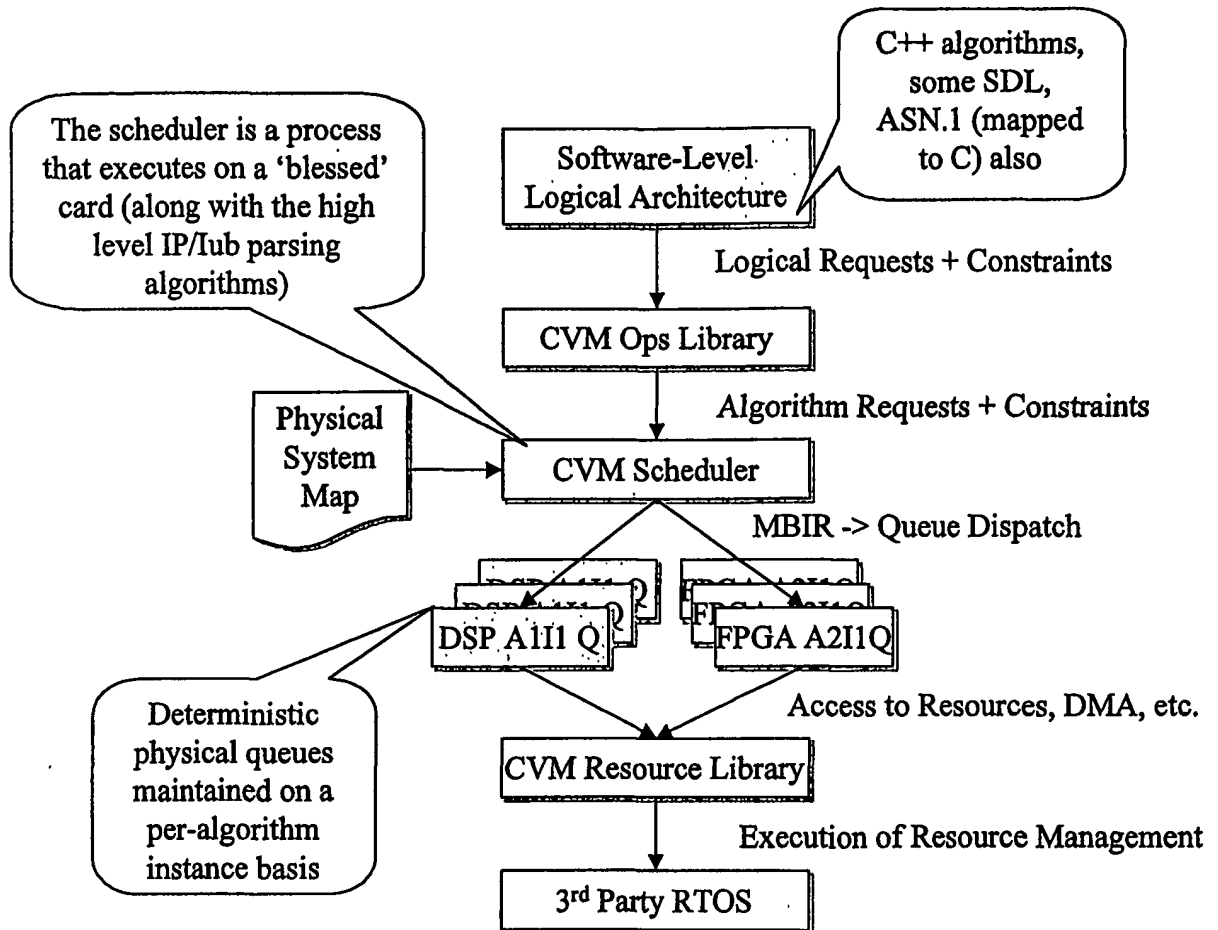 C++ algorithms,
some SDL,
ASN.1 (mapped
to C) also
The scheduler is a process
that executes on a 'blessed'
card (along with the high
level IP/Iub parsing
algorithms)
Software-Level
Logical Architecture
Logical Requests + Constraints
CVM Ops Library
Algorithm Requests + Constraints
Physical
System
Map
CVM Scheduler
MBIR -> Queue Dispatch
DSP A1I1 Q
FPGA A2I1Q
Deterministic
physical queues
maintained on a
per-algorithm
instance basis
Access to Resources, DMA, etc.
CVM Resource Library
Execution of Resource Management
3rd Party RTOS